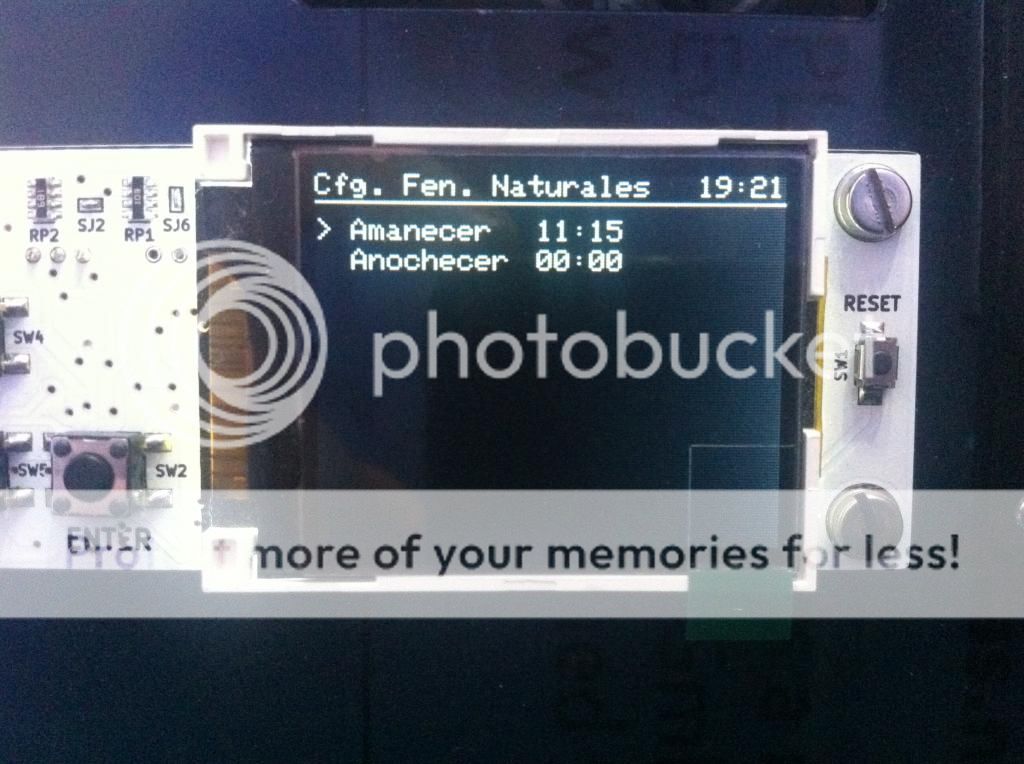 Cfg. Fen. Naturales 19:21
> Amanecer 11:15
Anochecer 00:00
RP2
SJ2
RP1
SJ6
SW4
SW5
SW2
ENTER
RESET
SW1
photobucke
more of your memories for less!